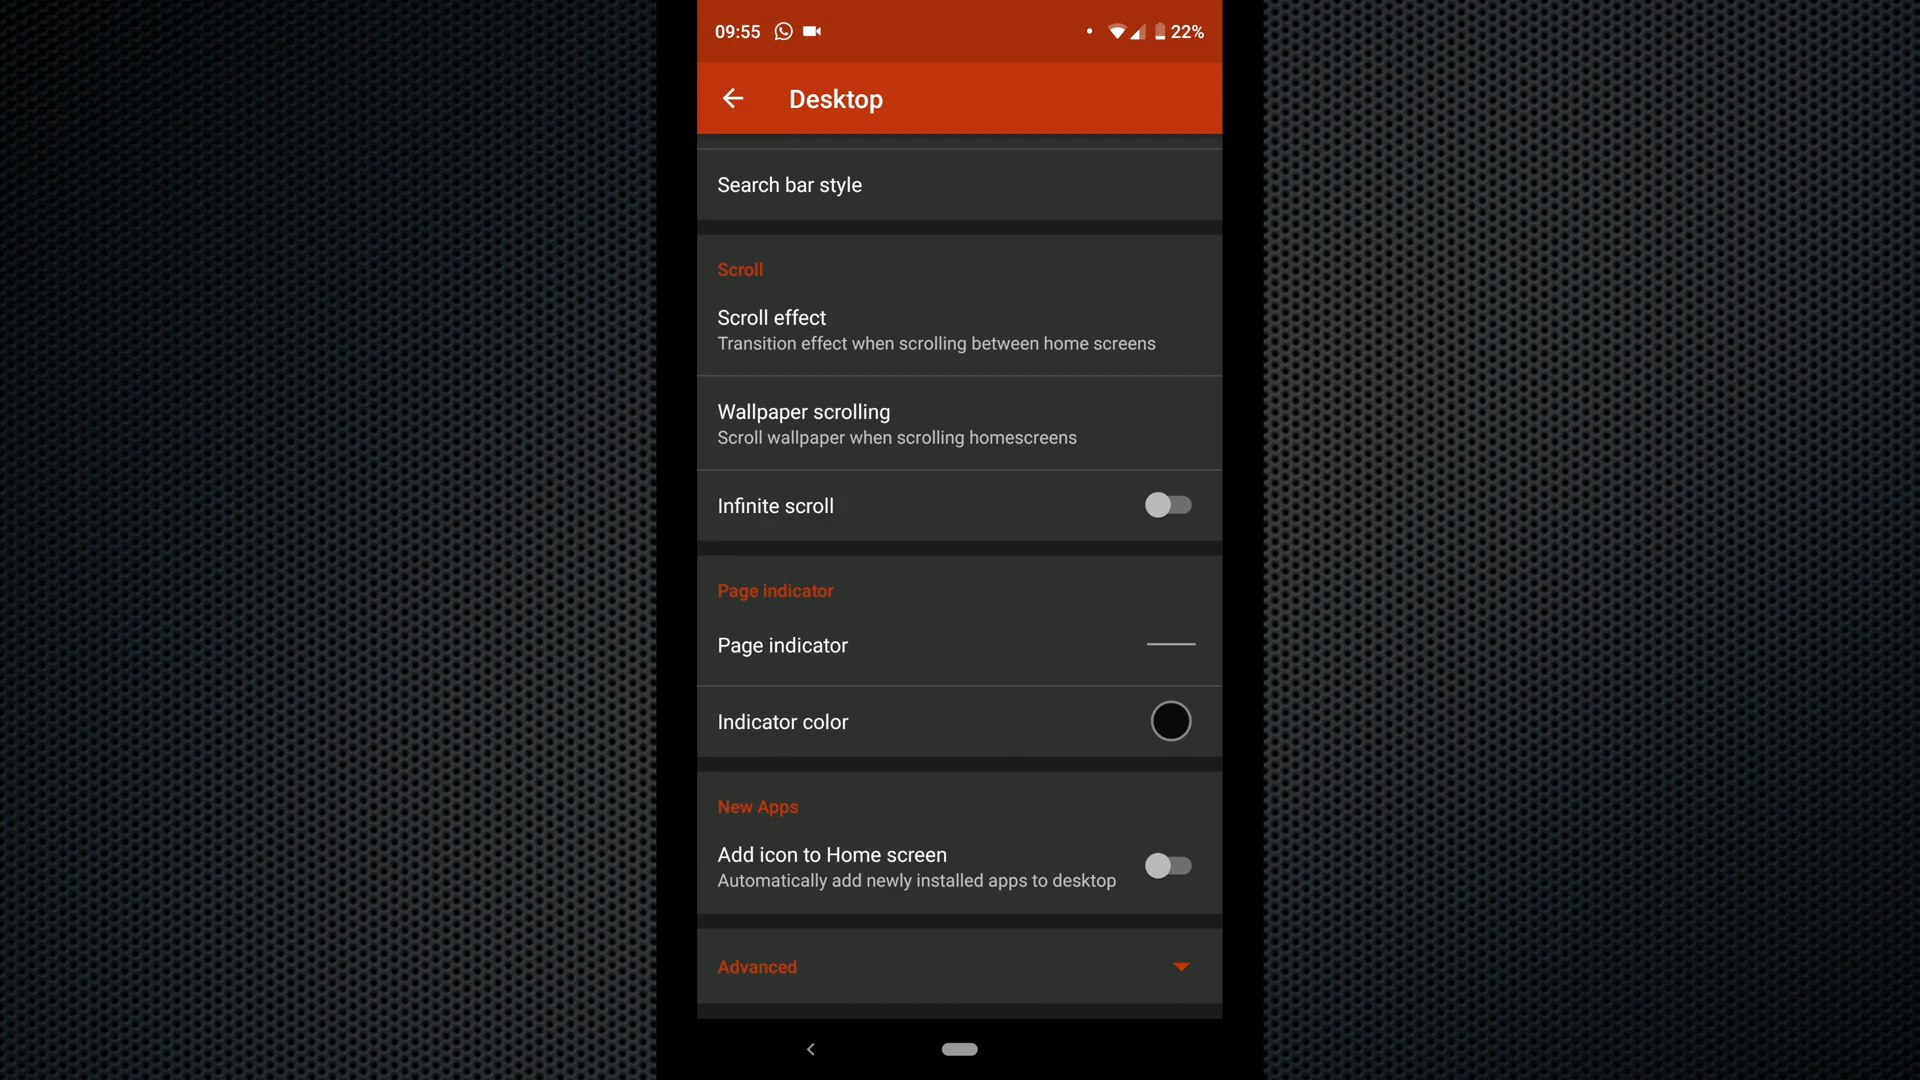 09:55
22%
Desktop
Search bar style
Scroll
Scroll effect
Transition effect when scrolling between home screens
Wallpaper scrolling
Scroll wallpaper when scrolling homescreens
Infinite scroll
Page indicator
Page indicator
Indicator color
New Apps
Add icon to Home screen
Automatically add newly installed apps to desktop
Advanced